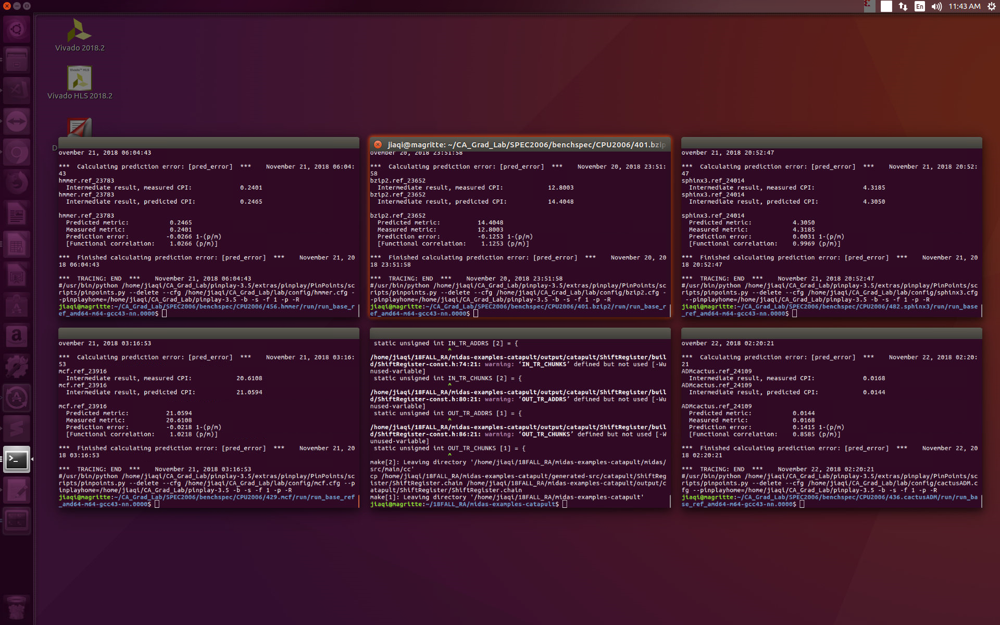 11:43 AM
En
Vivado 2018.2
Vivado HLS 2018.2
D
ovember 21, 2018 06:04:43
***  Calculating prediction error: [pred_error]  ***    November 21, 2018 06:04:
43
hmmer.ref_23783
  Intermediate result, measured CPI:             0.2401
hmmer.ref_23783
  Intermediate result, predicted CPI:            0.2465
hmmer.ref_23783
  Predicted metric:           0.2465
  Measured metric:            0.2401
  Prediction error:          -0.0266 1-(p/m)
  [Functional correlation:    1.0266 (p/m)]
***  Finished calculating prediction error: [pred_error]  ***    November 21, 20
18 06:04:43
***  TRACING: END  ***    November 21, 2018 06:04:43
#/usr/bin/python /home/jiaqi/CA_Grad_Lab/pinplay-3.5/extras/pinplay/PinPoints/sc
ripts/pinpoints.py --delete --cfg /home/jiaqi/CA_Grad_Lab/lab/config/hmmer.cfg -
-pinplayhome=/home/jiaqi/CA_Grad_Lab/pinplay-3.5 -b -s -f 1 -p -R
jiaqi@magritte:~/CA_Grad_Lab/SPEC2006/benchspec/CPU2006/456.hmmer/run/run_base_r
ef_amd64-m64-gcc43-nn.0000$
jiaqi@magritte: ~/CA_Grad_Lab/SPEC2006/benchspec/CPU2006/401.bzip
ovember 20, 2018 23:51:58
***  Calculating prediction error: [pred_error]  ***    November 20, 2018 23:51:
58
bzip2.ref_23652
  Intermediate result, measured CPI:            12.8003
bzip2.ref_23652
  Intermediate result, predicted CPI:           14.4048
bzip2.ref_23652
  Predicted metric:          14.4048
  Measured metric:           12.8003
  Prediction error:          -0.1253 1-(p/m)
  [Functional correlation:    1.1253 (p/m)]
***  Finished calculating prediction error: [pred_error]  ***    November 20, 20
18 23:51:58
***  TRACING: END  ***    November 20, 2018 23:51:58
#/usr/bin/python /home/jiaqi/CA_Grad_Lab/pinplay-3.5/extras/pinplay/PinPoints/sc
ripts/pinpoints.py --delete --cfg /home/jiaqi/CA_Grad_Lab/lab/config/bzip2.cfg -
-pinplayhome=/home/jiaqi/CA_Grad_Lab/pinplay-3.5 -b -s -f 1 -p -R
jiaqi@magritte:~/CA_Grad_Lab/SPEC2006/benchspec/CPU2006/401.bzip2/run/run_base_r
ef_amd64-m64-gcc43-nn.0000$
ovember 21, 2018 20:52:47
***  Calculating prediction error: [pred_error]  ***    November 21, 2018 20:52:
47
sphinx3.ref_24014
  Intermediate result, measured CPI:            4.3185
sphinx3.ref_24014
  Intermediate result, predicted CPI:            4.3050
sphinx3.ref_24014
  Predicted metric:            4.3050
  Measured metric:            4.3185
  Prediction error:           0.0031 1-(p/m)
  [Functional correlation:    0.9969 (p/m)]
***  Finished calculating prediction error: [pred_error]  ***    November 21, 20
18 20:52:47
***  TRACING: END  ***    November 21, 2018 20:52:47
#/usr/bin/python /home/jiaqi/CA_Grad_Lab/pinplay-3.5/extras/pinplay/PinPoints/sc
ripts/pinpoints.py --delete --cfg /home/jiaqi/CA_Grad_Lab/lab/config/sphinx3.cfg
 --pinplayhome=/home/jiaqi/CA_Grad_Lab/pinplay-3.5 -b -s -f 1 -p -R
jiaqi@magritte:~/CA_Grad_Lab/SPEC2006/benchspec/CPU2006/482.sphinx3/run/run_base
_ref_amd64-m64-gcc43-nn.0000$
ovember 21, 2018 03:16:53
***  Calculating prediction error: [pred_error]  ***    November 21, 2018 03:16:
53
mcf.ref_23916
  Intermediate result, measured CPI:            20.6108
mcf.ref_23916
  Intermediate result, predicted CPI:           21.0594
mcf.ref_23916
  Predicted metric:          21.0594
  Measured metric:           20.6108
  Prediction error:          -0.0218 1-(p/m)
  [Functional correlation:    1.0218 (p/m)]
***  Finished calculating prediction error: [pred_error]  ***    November 21, 20
18 03:16:53
***  TRACING: END  ***    November 21, 2018 03:16:53
#/usr/bin/python /home/jiaqi/CA_Grad_Lab/pinplay-3.5/extras/pinplay/PinPoints/sc
ripts/pinpoints.py --delete --cfg /home/jiaqi/CA_Grad_Lab/lab/config/mcf.cfg --p
inplayhome=/home/jiaqi/CA_Grad_Lab/pinplay-3.5 -b -s -f 1 -p -R
jiaqi@magritte:~/CA_Grad_Lab/SPEC2006/benchspec/CPU2006/429.mcf/run/run_base_ref
_amd64-m64-gcc43-nn.0000$
 static unsigned int IN_TR_ADDRS [2] = {
                     ^
/home/jiaqi/18FALL_RA/midas-examples-catapult/output/catapult/ShiftRegister/buil
d/ShiftRegister-const.h:74:21: warning: ‘IN_TR_CHUNKS’ defined but not used [-Wu
nused-variable]
 static unsigned int IN_TR_CHUNKS [2] = {
                     ^
/home/jiaqi/18FALL_RA/midas-examples-catapult/output/catapult/ShiftRegister/buil
d/ShiftRegister-const.h:80:21: warning: ‘OUT_TR_ADDRS’ defined but not used [-Wu
nused-variable]
 static unsigned int OUT_TR_ADDRS [1] = {
                     ^
/home/jiaqi/18FALL_RA/midas-examples-catapult/output/catapult/ShiftRegister/buil
d/ShiftRegister-const.h:86:21: warning: ‘OUT_TR_CHUNKS’ defined but not used [-W
unused-variable]
 static unsigned int OUT_TR_CHUNKS [1] = {
                     ^
make[2]: Leaving directory '/home/jiaqi/18FALL_RA/midas-examples-catapult/midas/
src/main/cc'
cp /home/jiaqi/18FALL_RA/midas-examples-catapult/generated-src/catapult/ShiftReg
ister/ShiftRegister.chain /home/jiaqi/18FALL_RA/midas-examples-catapult/output/c
atapult/ShiftRegister/ShiftRegister.chain
make[1]: Leaving directory '/home/jiaqi/18FALL_RA/midas-examples-catapult'
jiaqi@magritte:~/18FALL_RA/midas-examples-catapult$
ovember 22, 2018 02:20:21
***  Calculating prediction error: [pred_error]  ***    November 22, 2018 02:20:
21
ADMcactus.ref_24109
  Intermediate result, measured CPI:            0.0168
ADMcactus.ref_24109
  Intermediate result, predicted CPI:            0.0144
ADMcactus.ref_24109
  Predicted metric:            0.0144
  Measured metric:            0.0168
  Prediction error:           0.1415 1-(p/m)
  [Functional correlation:    0.8585 (p/m)]
***  Finished calculating prediction error: [pred_error]  ***    November 22, 20
18 02:20:21
***  TRACING: END  ***    November 22, 2018 02:20:21
#/usr/bin/python /home/jiaqi/CA_Grad_Lab/pinplay-3.5/extras/pinplay/PinPoints/sc
ripts/pinpoints.py --delete --cfg /home/jiaqi/CA_Grad_Lab/lab/config/cactusADM.c
fg --pinplayhome=/home/jiaqi/CA_Grad_Lab/pinplay-3.5 -b -s -f 1 -p -R
jiaqi@magritte:~/CA_Grad_Lab/SPEC2006/benchspec/CPU2006/436.cactusADM/run/run_ba
se_ref_amd64-m64-gcc43-nn.0000$